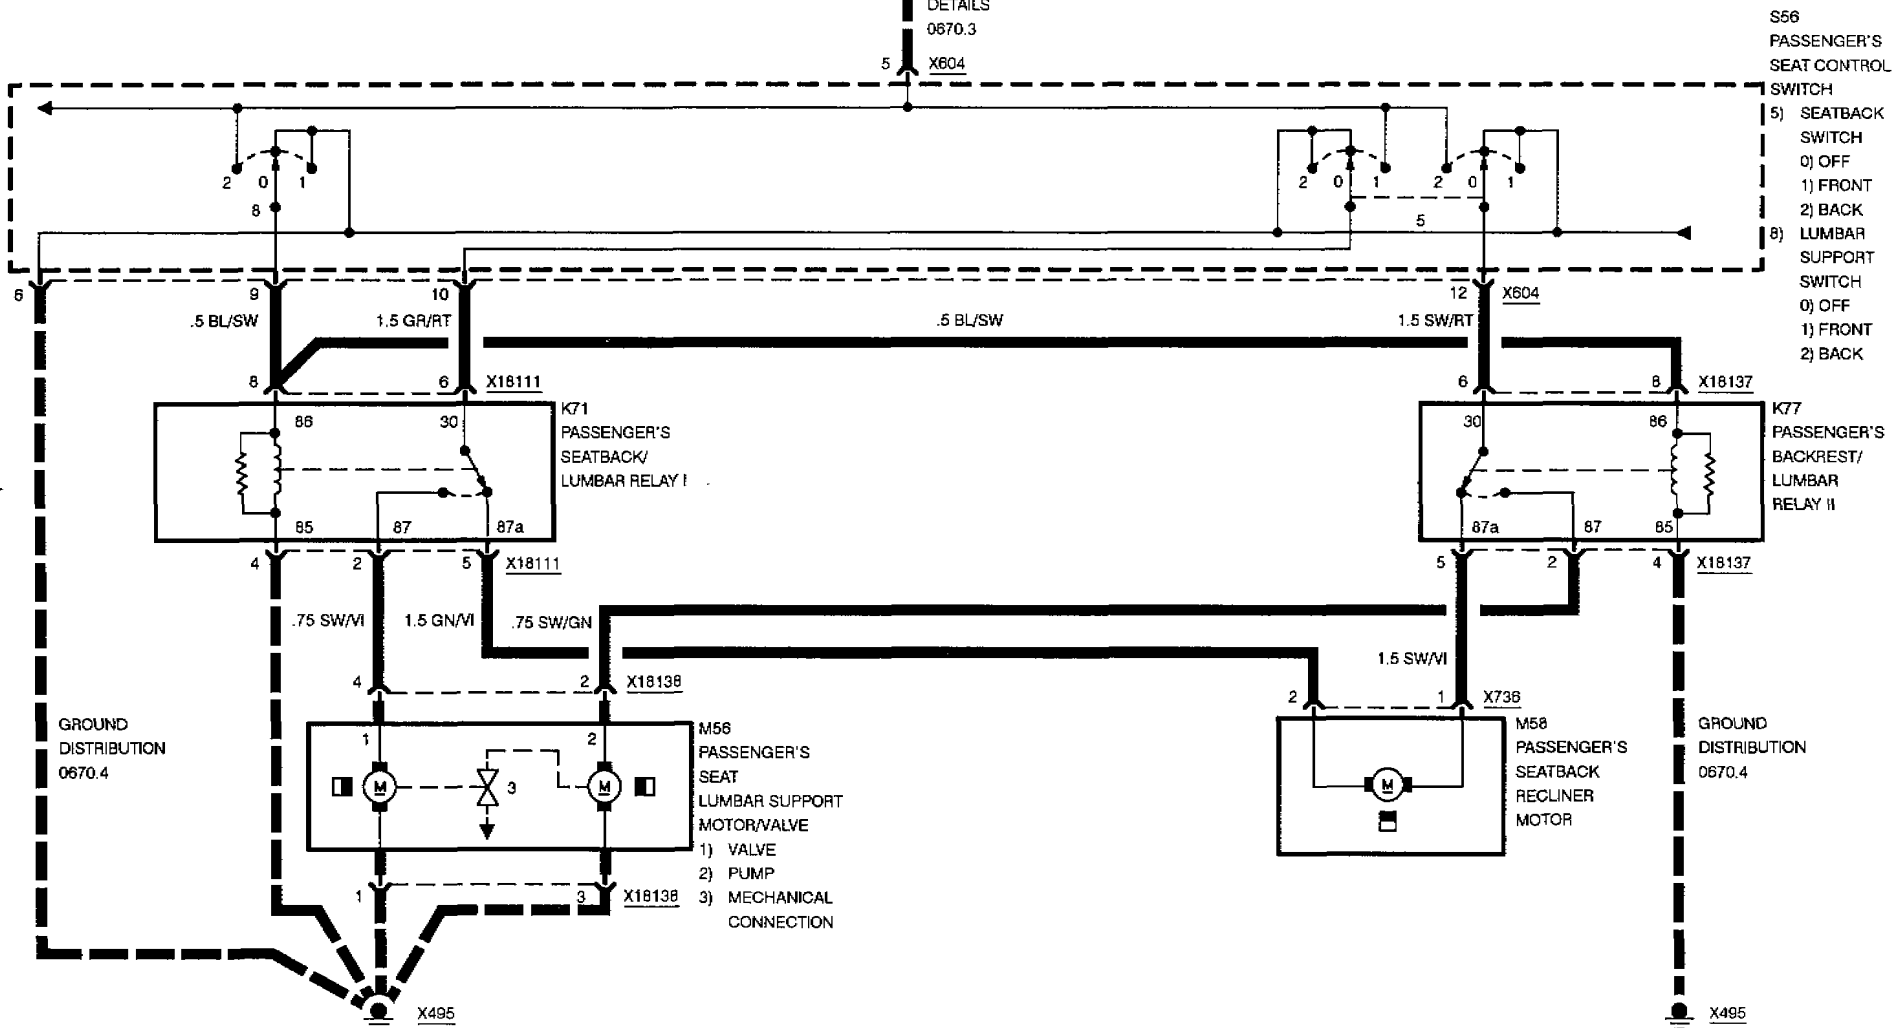 DETAILS
0670.3
5 X604
S56
PASSENGER'S
SEAT CONTROL
SWITCH
5) SEATBACK
SWITCH
0) OFF
1) FRONT
2) BACK
8) LUMBAR
SUPPORT
SWITCH
0) OFF
1) FRONT
2) BACK
2 0 1
8
2 0 1 2 0 1
5
6 9 10 12 X604
.5 BL/SW 1.5 GR/RT .5 BL/SW 1.5 SW/RT
8 6 X18111 6 8 X18137
86 30
K71
PASSENGER'S
SEATBACK/
LUMBAR RELAY I
85 87 87a
30 86
K77
PASSENGER'S
BACKREST/
LUMBAR
RELAY II
87a 87 85
4 2 5 X18111 5 2 4 X18137
.75 SW/VI 1.5 GN/VI .75 SW/GN
1.5 SW/VI
4 2 X18138 2 1 X736
GROUND
DISTRIBUTION
0670.4
1 2
M M
3
M56
PASSENGER'S
SEAT
LUMBAR SUPPORT
MOTOR/VALVE
1) VALVE
2) PUMP
3) MECHANICAL
CONNECTION
M
M58
PASSENGER'S
SEATBACK
RECLINER
MOTOR
GROUND
DISTRIBUTION
0670.4
1 3 X18138
X495 X495